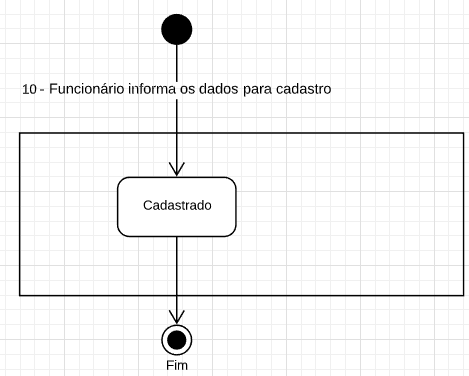 10 - Funcionário informa os dados para cadastro
Cadastrado
Fim